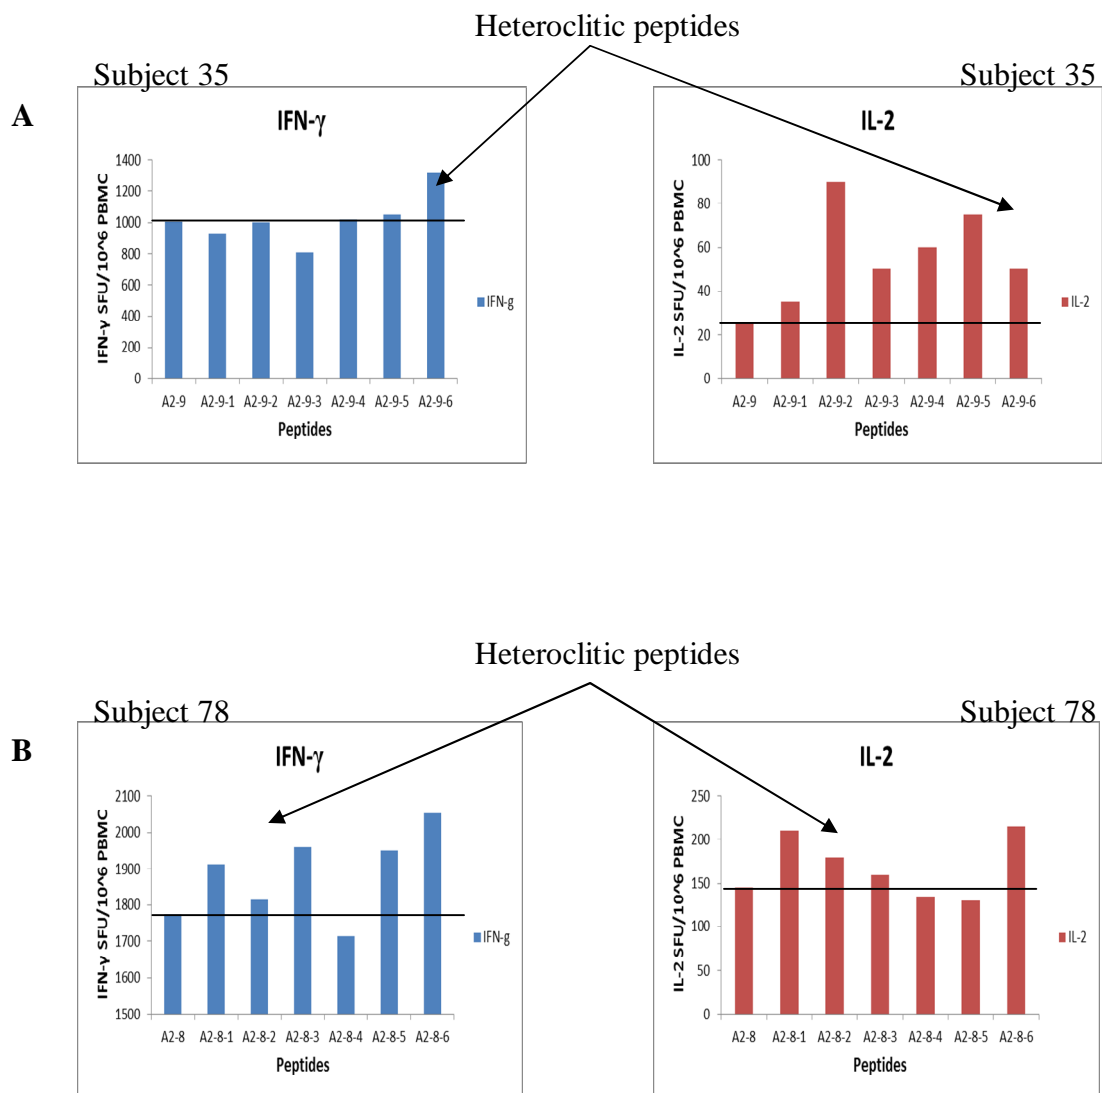 Heteroclitic peptides
Subject 35
Subject 35
A
IFN-γ
IFN-γ SFU/10^6 PBMC
1400
1200
1000
800
600
400
200
0
A2-9 A2-9-1 A2-9-2 A2-9-3 A2-9-4 A2-9-5 A2-9-6
Peptides
IFN-g
IL-2
IL-2 SFU/10^6 PBMC
100
80
60
40
20
0
A2-9 A2-9-1 A2-9-2 A2-9-3 A2-9-4 A2-9-5 A2-9-6
Peptides
IL-2
Heteroclitic peptides
Subject 78
Subject 78
B
IFN-γ
IFN-γ SFU/10^6 PBMC
2100
2000
1900
1800
1700
1600
1500
A2-8 A2-8-1 A2-8-2 A2-8-3 A2-8-4 A2-8-5 A2-8-6
Peptides
IFN-g
IL-2
IL-2 SFU/10^6 PBMC
250
200
150
100
50
0
A2-8 A2-8-1 A2-8-2 A2-8-3 A2-8-4 A2-8-5 A2-8-6
Peptides
IL-2